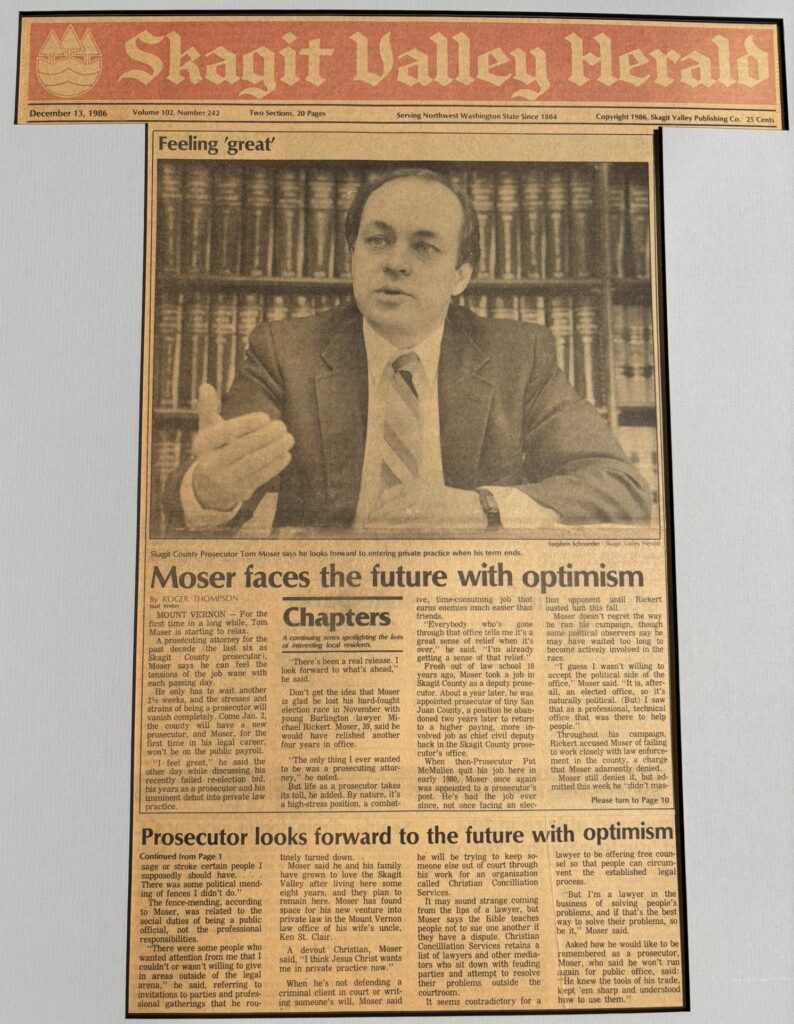 Skagit Valley Herald
December 13, 1986 Volume 102, Number 242 Two Sections, 20 Pages Serving Northwest Washington State Since 1884 Copyright 1986, Skagit Valley Publishing Co. 25 Cents
Feeling 'great'
Stephen Schroeder Skagit Valley Herald
Skagit County Prosecutor Tom Moser says he looks forward to entering private practice when his term ends.
Moser faces the future with optimism
By ROGER THOMPSON
Staff Writer
MOUNT VERNON — For the
first time in a long while, Tom
Moser is starting to relax.
A prosecuting attorney for the
past decade (the last six as
Skagit County prosecutor),
Moser says he can feel the
tensions of the job wane with
each passing day.
He only has to wait another
2½ weeks, and the stresses and
strains of being a prosecutor will
vanish completely. Come Jan. 2,
the county will have a new
prosecutor, and Moser, for the
first time in his legal career,
won't be on the public payroll.
"I feel great," he said the
other day while discussing his
recently failed re-election bid,
his years as a prosecutor and his
imminent debut into private law
practice.
Chapters
A continuing series spotlighting the lives
of interesting local residents.
"There's been a real release. I
look forward to what's ahead,"
he said.
Don't get the idea that Moser
is glad he lost his hard-fought
election race in November with
young Burlington lawyer Mi-
chael Rickert. Moser, 39, said he
would have relished another
four years in office.
"The only thing I ever wanted
to be was a prosecuting attor-
ney," he noted.
But life as a prosecutor takes
its toll, he added. By nature, it's
a high-stress position, a combat-
ive, time-consuming job that
earns enemies much easier than
friends.
"Everybody who's gone
through that office tells me it's a
great sense of relief when it's
over," he said. "I'm already
getting a sense of that relief."
Fresh out of law school 10
years ago, Moser took a job in
Skagit County as a deputy prose-
cutor. About a year later, he was
appointed prosecutor of tiny San
Juan County, a position he aban-
doned two years later to return
to a higher paying, more in-
volved job as chief civil deputy
back in the Skagit County prose-
cutor's office.
When then-Prosecutor Pat
McMullen quit his job here in
early 1980, Moser once again
was appointed to a prosecutor's
post. He's had the job ever
since, not once facing an elec-
tion opponent until Rickert
ousted him this fall.
Moser doesn't regret the way
he ran his campaign, though
some political observers say he
may have waited too long to
become actively involved in the
race.
"I guess I wasn't willing to
accept the political side of the
office," Moser said. "It is, after-
all, an elected office, so it's
naturally political. (But) I saw
that as a professional, technical
office that was there to help
people."
Throughout his campaign,
Rickert accused Moser of failing
to work closely with law enforce-
ment in the county, a charge
that Moser adamently denied.
Moser still denies it, but ad-
mitted this week he "didn't mas-
Please turn to Page 10
Prosecutor looks forward to the future with optimism
Continued from Page 1
sage or stroke certain people I
supposedly should have. . . .
There was some political mend-
ing of fences I didn't do."
The fence-mending, according
to Moser, was related to the
social duties of being a public
official, not the professional
responsibilities.
"There were some people who
wanted attention from me that I
couldn't or wasn't willing to give
in areas outside of the legal
arena," he said, referring to
invitations to parties and profes-
sional gatherings that he rou-
tinely turned down.
Moser said he and his family
have grown to love the Skagit
Valley after living here some
eight years, and they plan to
remain here. Moser has found
space for his new venture into
private law in the Mount Vernon
law office of his wife's uncle,
Ken St. Clair.
A devout Christian, Moser
said, "I think Jesus Christ wants
me in private practice now."
When he's not defending a
criminal client in court or writ-
ing someone's will, Moser said
he will be trying to keep so-
meone else out of court through
his work for an organization
called Christian Concilliation
Services.
It may sound strange coming
from the lips of a lawyer, but
Moser says the Bible teaches
people not to sue one another if
they have a dispute. Christian
Concilliation Services retains a
list of lawyers and other media-
tors who sit down with feuding
parties and attempt to resolve
their problems outside the
courtroom.
It seems contradictory for a
lawyer to be offering free coun-
sel so that people can circum-
vent the established legal
process.
"But I'm a lawyer in the
business of solving people's
problems, and if that's the best
way to solve their problems, so
be it," Moser said.
Asked how he would like to be
remembered as a prosecutor,
Moser, who said he won't run
again for public office, said:
"He knew the tools of his trade,
kept 'em sharp and understood
how to use them."